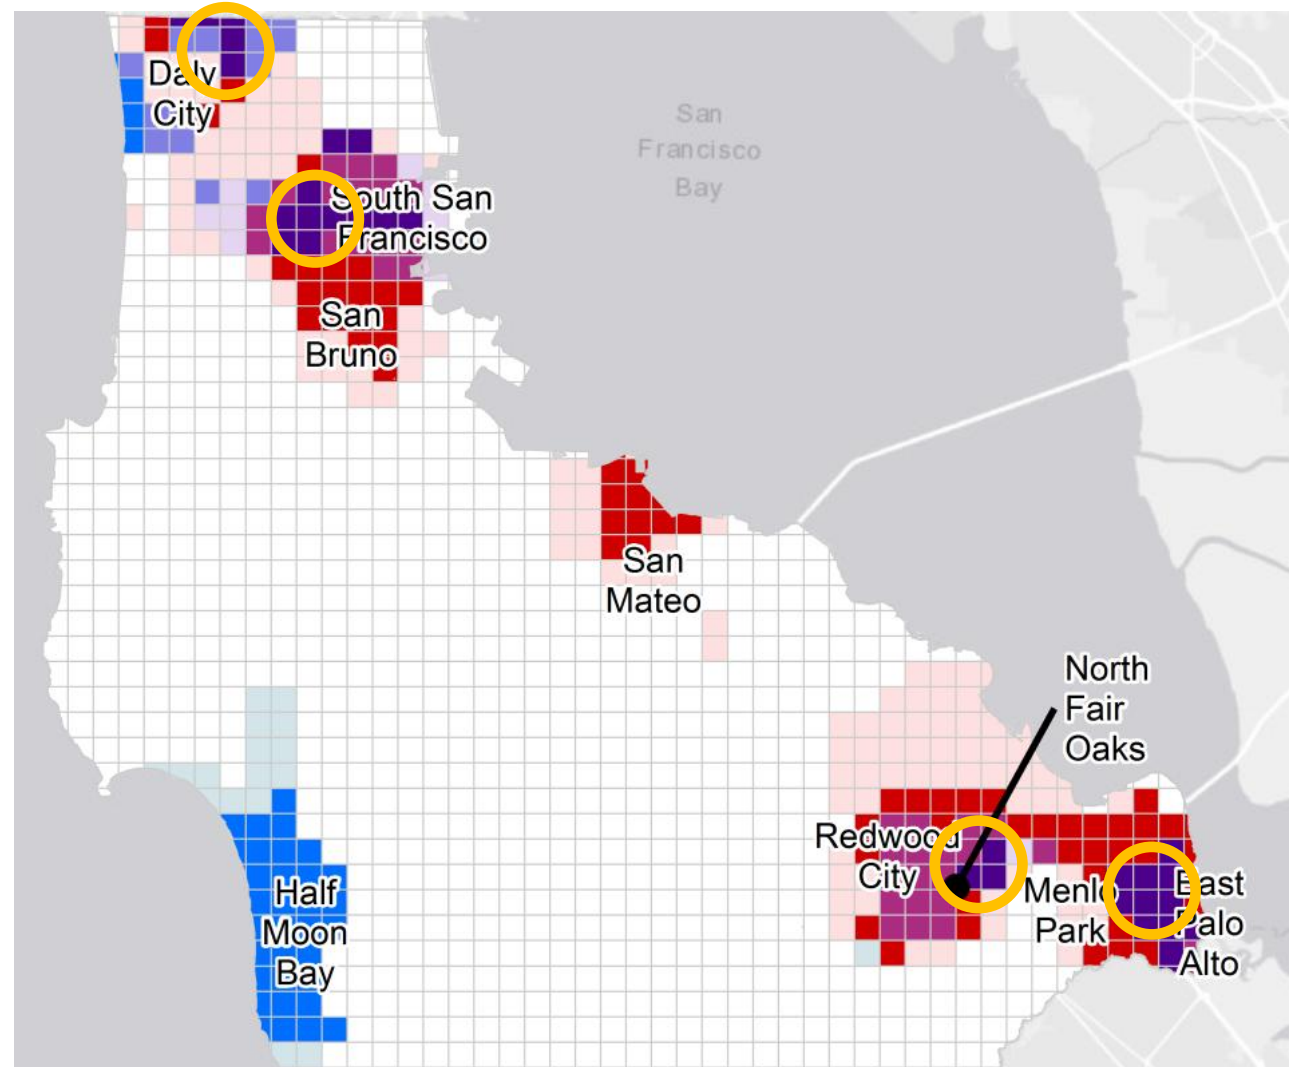 Daly
City
San
Francisco
Bay
South San
Francisco
San
Bruno
San
Mateo
North
Fair
Oaks
Redwood
City
Menlo
Park
East
Palo
Alto
Half
Moon
Bay